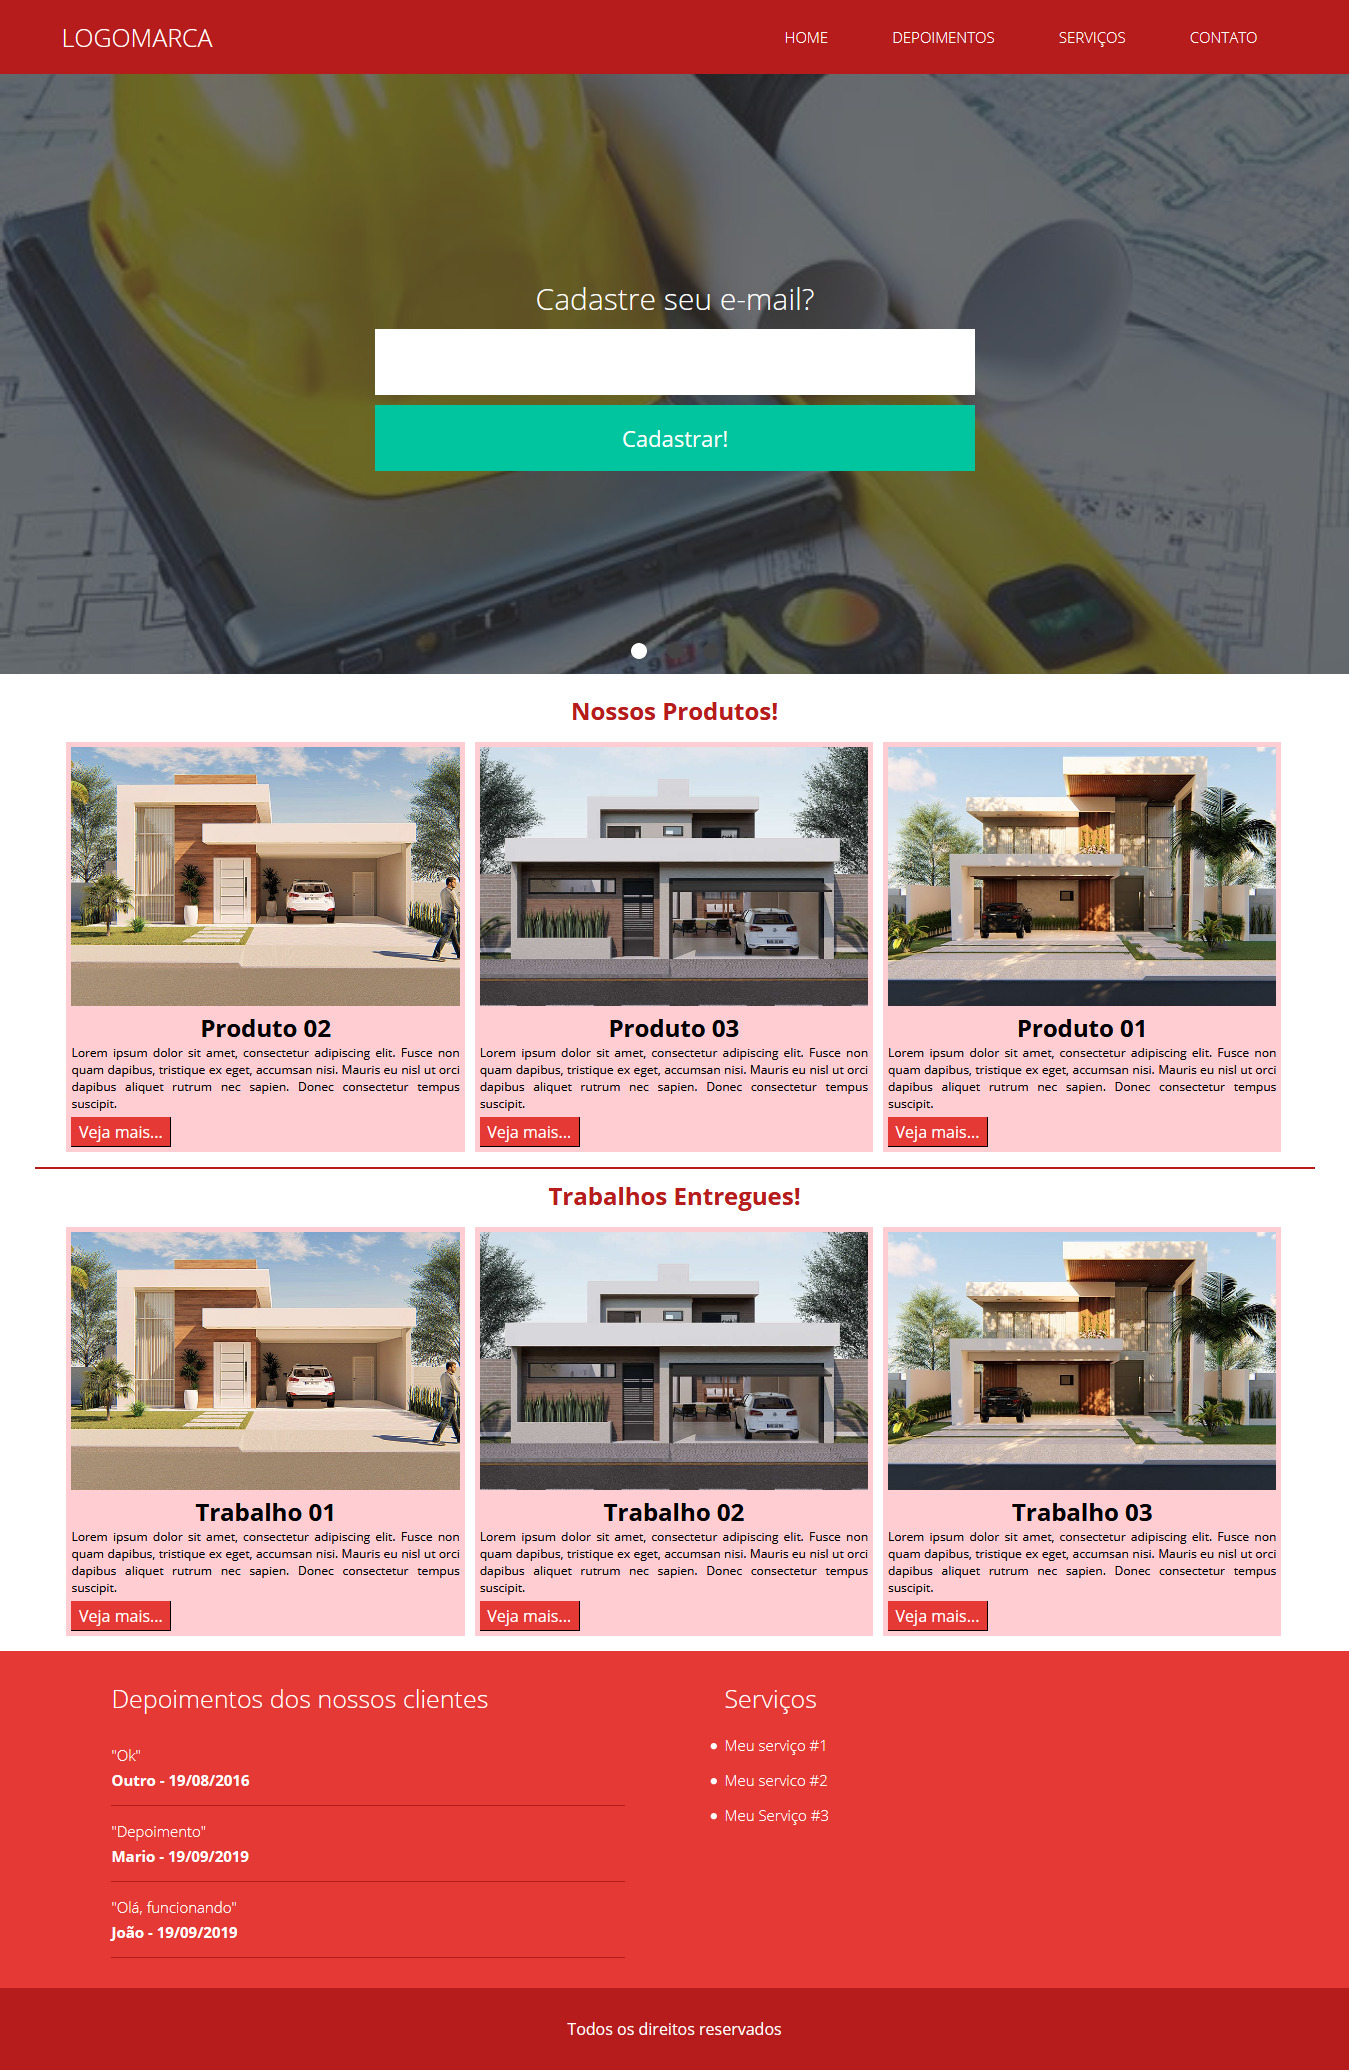 LOGOMARCA
HOME DEPOIMENTOS SERVIÇOS CONTATO
Cadastre seu e-mail?
Cadastrar!
Nossos Produtos!
Produto 02
Lorem ipsum dolor sit amet, consectetur adipiscing elit. Fusce non
quam dapibus, tristique ex eget, accumsan nisi. Mauris eu nisl ut orci
dapibus aliquet rutrum nec sapien. Donec consectetur tempus
suscipit.
Veja mais...
Produto 03
Lorem ipsum dolor sit amet, consectetur adipiscing elit. Fusce non
quam dapibus, tristique ex eget, accumsan nisi. Mauris eu nisl ut orci
dapibus aliquet rutrum nec sapien. Donec consectetur tempus
suscipit.
Veja mais...
Produto 01
Lorem ipsum dolor sit amet, consectetur adipiscing elit. Fusce non
quam dapibus, tristique ex eget, accumsan nisi. Mauris eu nisl ut orci
dapibus aliquet rutrum nec sapien. Donec consectetur tempus
suscipit.
Veja mais...
Trabalhos Entregues!
Trabalho 01
Lorem ipsum dolor sit amet, consectetur adipiscing elit. Fusce non
quam dapibus, tristique ex eget, accumsan nisi. Mauris eu nisl ut orci
dapibus aliquet rutrum nec sapien. Donec consectetur tempus
suscipit.
Veja mais...
Trabalho 02
Lorem ipsum dolor sit amet, consectetur adipiscing elit. Fusce non
quam dapibus, tristique ex eget, accumsan nisi. Mauris eu nisl ut orci
dapibus aliquet rutrum nec sapien. Donec consectetur tempus
suscipit.
Veja mais...
Trabalho 03
Lorem ipsum dolor sit amet, consectetur adipiscing elit. Fusce non
quam dapibus, tristique ex eget, accumsan nisi. Mauris eu nisl ut orci
dapibus aliquet rutrum nec sapien. Donec consectetur tempus
suscipit.
Veja mais...
Depoimentos dos nossos clientes
"Ok"
Outro - 19/08/2016
"Depoimento"
Mario - 19/09/2019
"Olá, funcionando"
João - 19/09/2019
Serviços
Meu serviço #1
Meu servico #2
Meu Serviço #3
Todos os direitos reservados